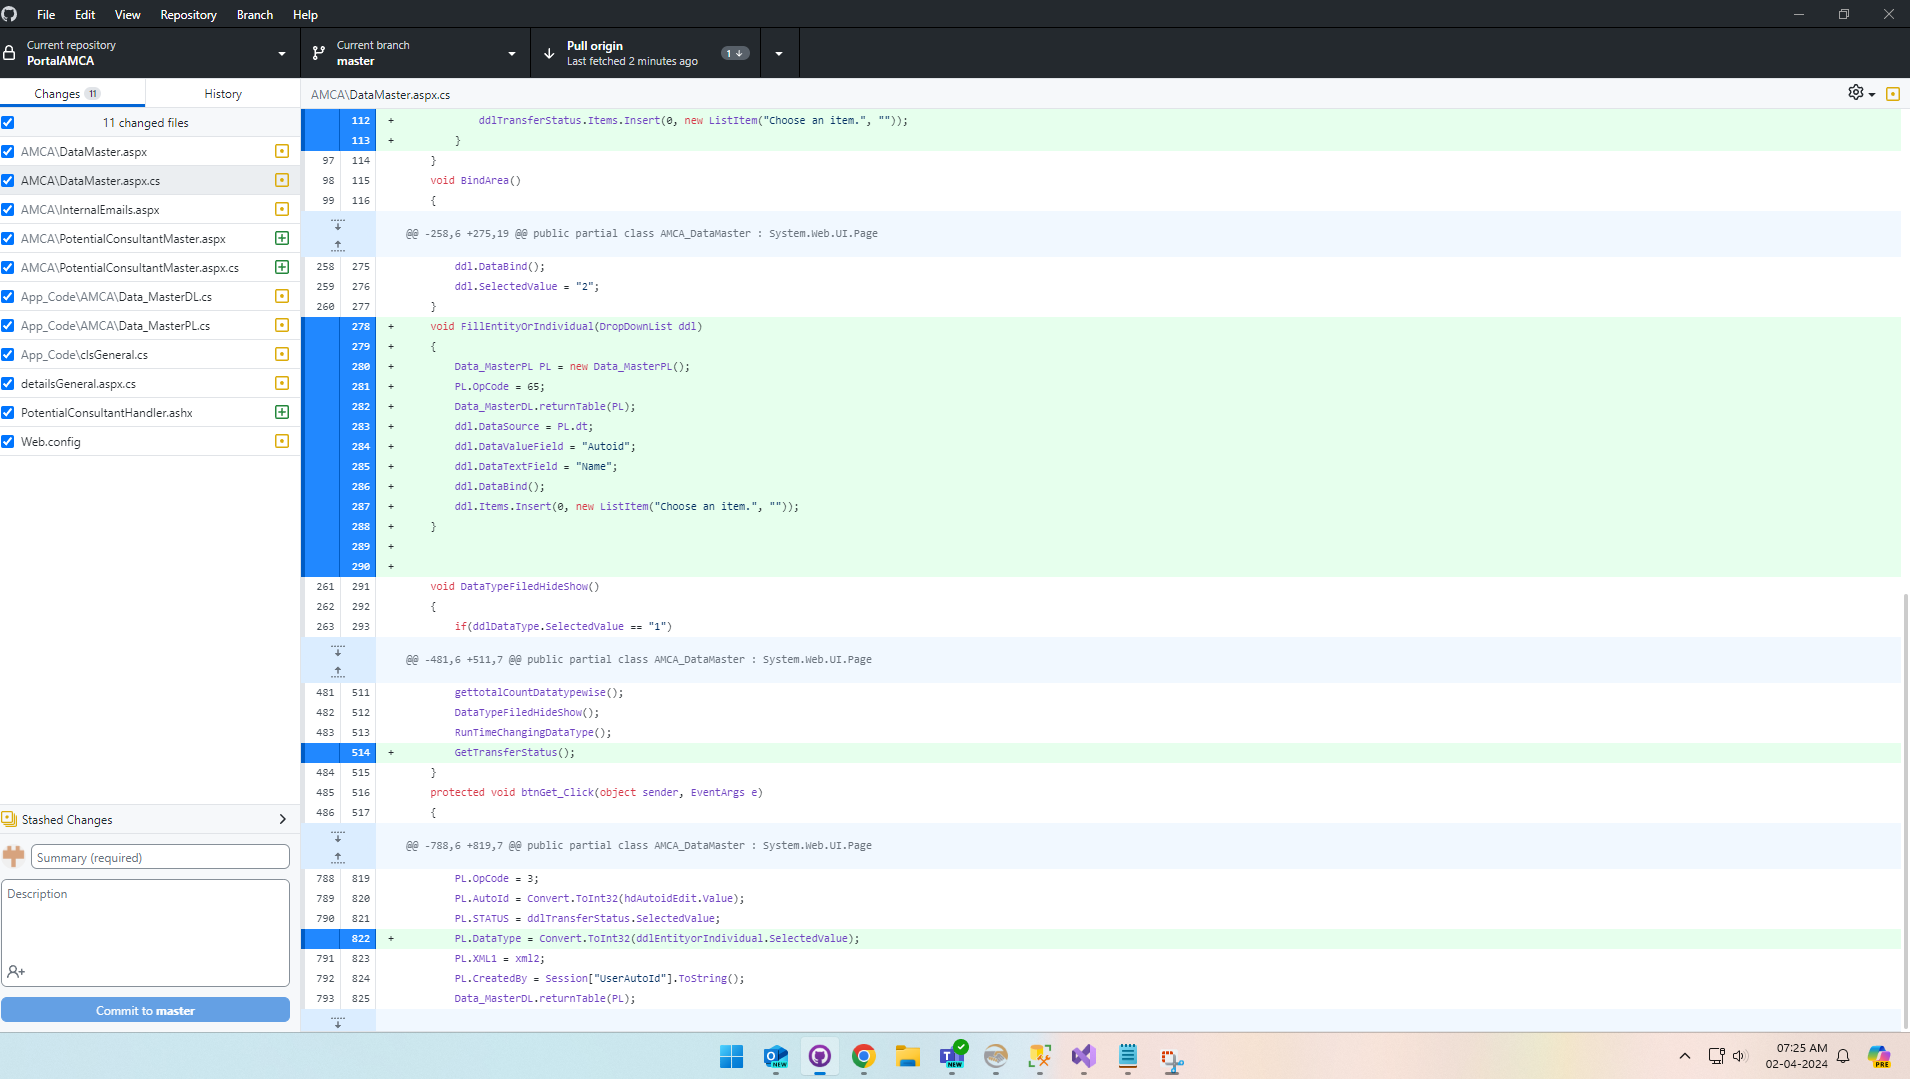 File Edit View Repository Branch Help
Current repository
PortalAMCA
Current branch
master
Pull origin
Last fetched 2 minutes ago
1
Changes 11
History
AMCA\DataMaster.aspx.cs
11 changed files
AMCA\DataMaster.aspx
AMCA\DataMaster.aspx.cs
AMCA\InternalEmails.aspx
AMCA\PotentialConsultantMaster.aspx
AMCA\PotentialConsultantMaster.aspx.cs
App_Code\AMCA\Data_MasterDL.cs
App_Code\AMCA\Data_MasterPL.cs
App_Code\clsGeneral.cs
detailsGeneral.aspx.cs
PotentialConsultantHandler.ashx
Web.config
Stashed Changes
Summary (required)
Description
Commit to master
112 + ddlTransferStatus.Items.Insert(0, new ListItem("Choose an item.", ""));
113 + }
97 114 }
98 115 void BindArea()
99 116 {
@@ -258,6 +275,19 @@ public partial class AMCA_DataMaster : System.Web.UI.Page
258 275 ddl.DataBind();
259 276 ddl.SelectedValue = "2";
260 277 }
278 + void FillEntityOrIndividual(DropDownList ddl)
279 + {
280 + Data_MasterPL PL = new Data_MasterPL();
281 + PL.OpCode = 65;
282 + Data_MasterDL.returnTable(PL);
283 + ddl.DataSource = PL.dt;
284 + ddl.DataValueField = "Autoid";
285 + ddl.DataTextField = "Name";
286 + ddl.DataBind();
287 + ddl.Items.Insert(0, new ListItem("Choose an item.", ""));
288 + }
289 +
290 +
261 291 void DataTypeFiledHideShow()
262 292 {
263 293 if(ddlDataType.SelectedValue == "1")
@@ -481,6 +511,7 @@ public partial class AMCA_DataMaster : System.Web.UI.Page
481 511 gettotalCountDatatypewise();
482 512 DataTypeFiledHideShow();
483 513 RunTimeChangingDataType();
514 + GetTransferStatus();
484 515 }
485 516 protected void btnGet_Click(object sender, EventArgs e)
486 517 {
@@ -788,6 +819,7 @@ public partial class AMCA_DataMaster : System.Web.UI.Page
788 819 PL.OpCode = 3;
789 820 PL.AutoId = Convert.ToInt32(hdAutoidEdit.Value);
790 821 PL.STATUS = ddlTransferStatus.SelectedValue;
822 + PL.DataType = Convert.ToInt32(ddlEntityorIndividual.SelectedValue);
791 823 PL.XML1 = xml2;
792 824 PL.CreatedBy = Session["UserAutoId"].ToString();
793 825 Data_MasterDL.returnTable(PL);
NEW
NEW
07:25 AM
02-04-2024
PRE